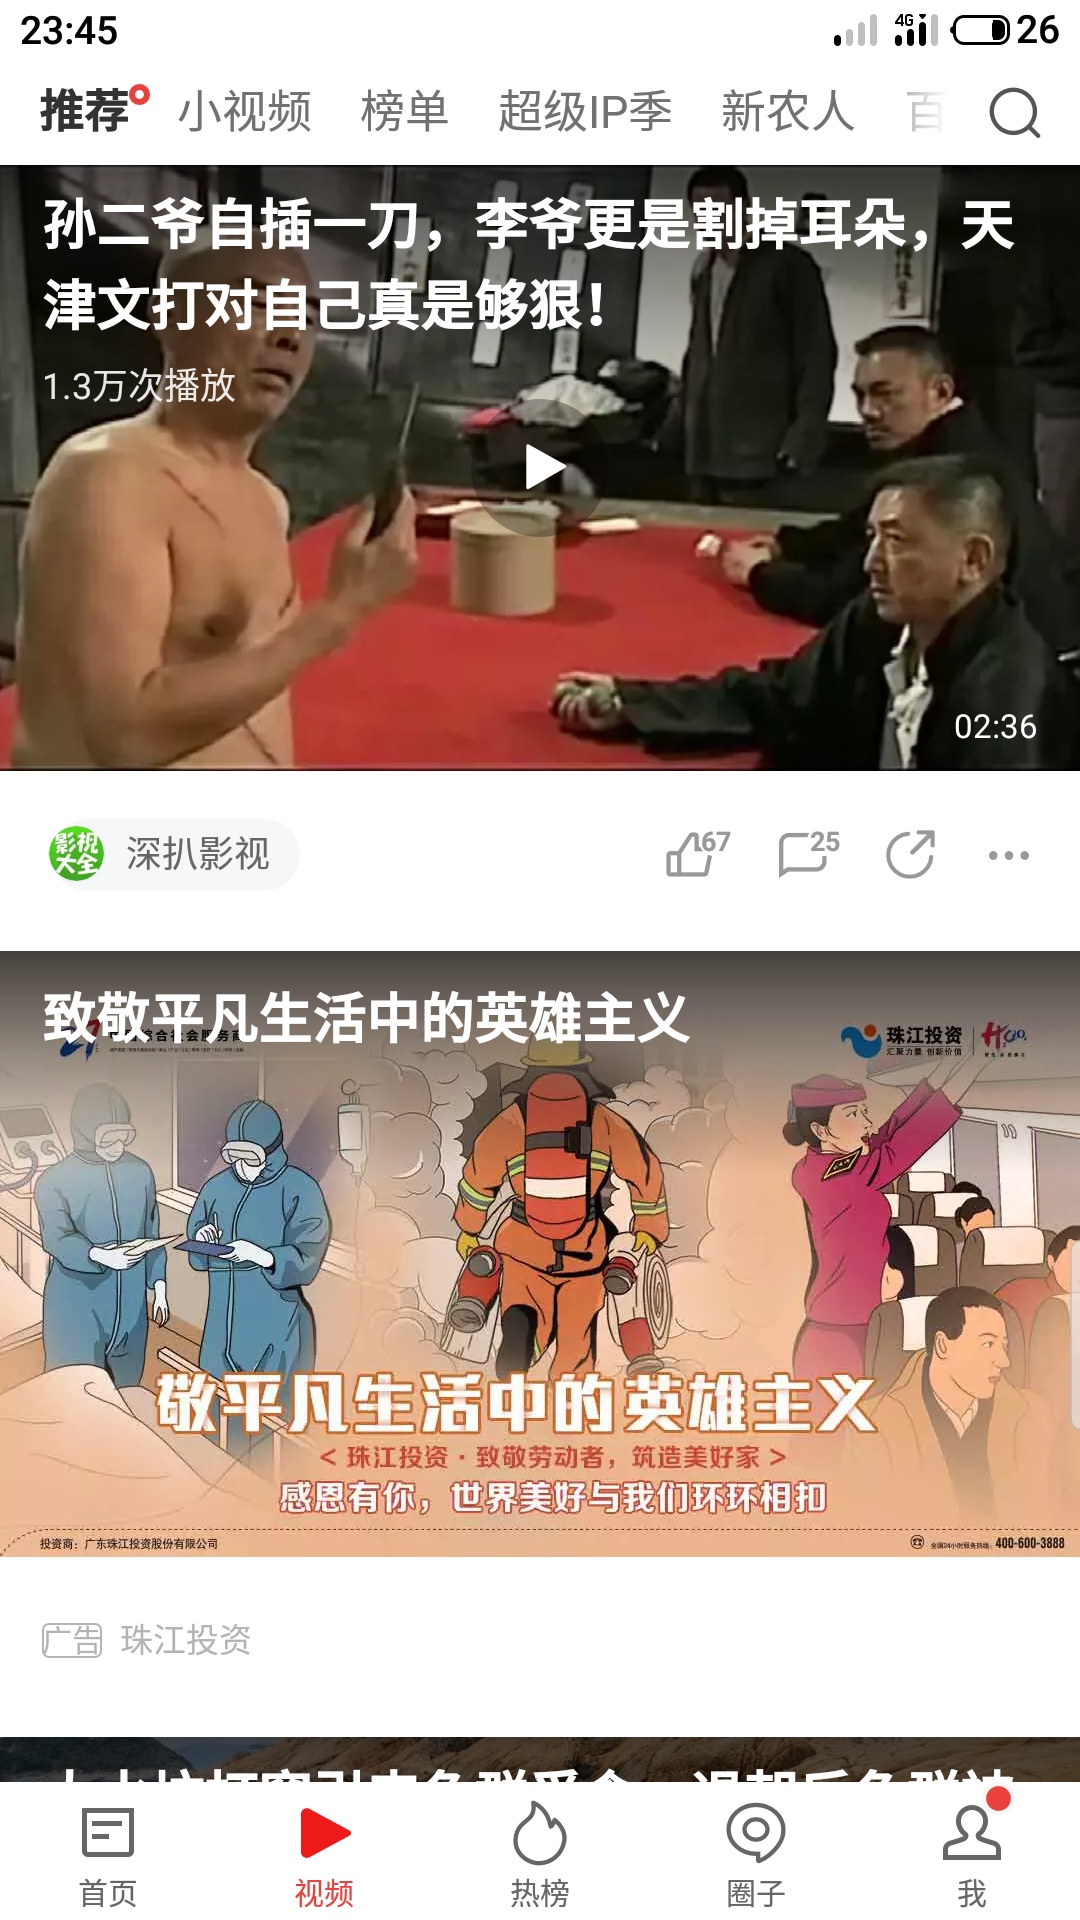 23:45
4G
26
推荐 小视频 榜单 超级IP季 新农人 百
孙二爷自插一刀，李爷更是割掉耳朵，天
津文打对自己真是够狠！
1.3万次播放
02:36
影视
大全
深扒影视
67
25
致敬平凡生活中的英雄主义
珠江投资
汇聚力量 创新价值
敬平凡生活中的英雄主义
< 珠江投资·致敬劳动者，筑造美好家 >
感恩有你，世界美好与我们环环相扣
投资商：广东珠江投资股份有限公司
全国24小时服务热线：400-600-3888
广告 珠江投资
首页 视频 热榜 圈子 我